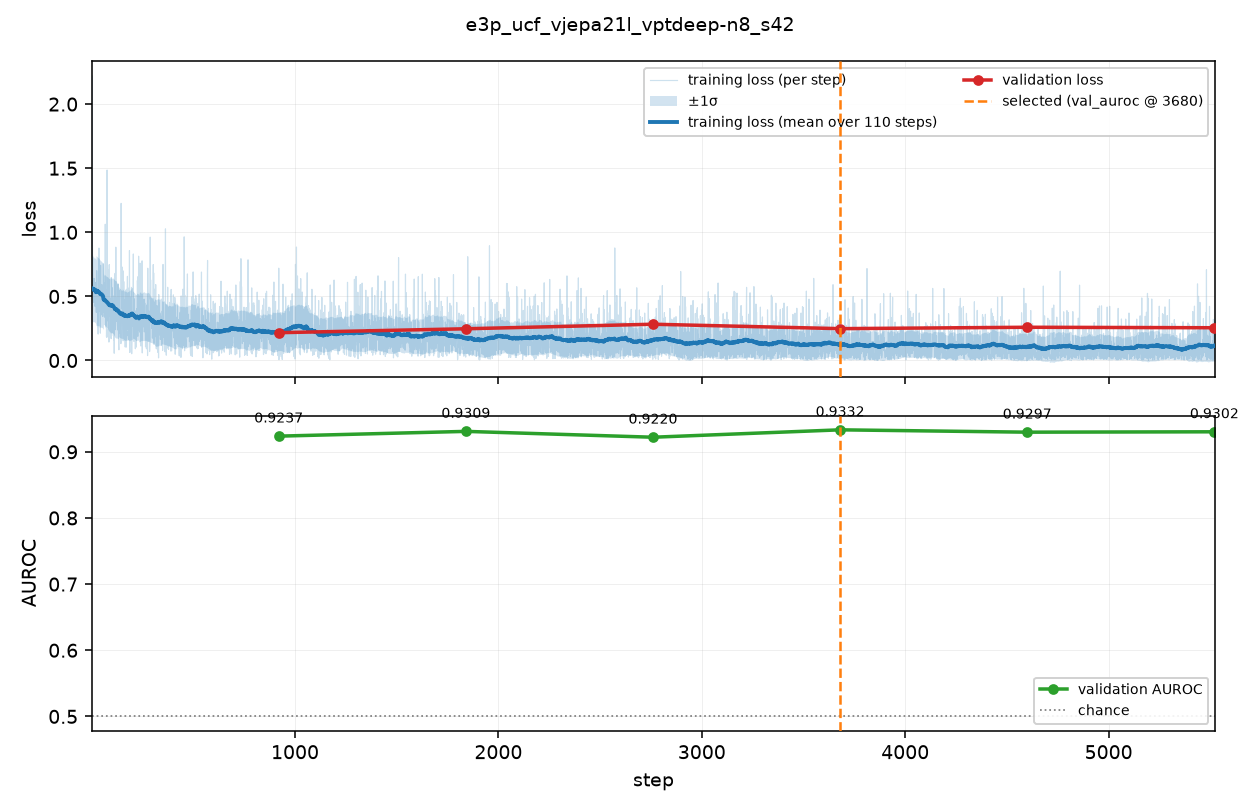 e3p_ucf_vjepa21l_vptdeep-n8_s42
training loss (per step)
±1σ
training loss (mean over 110 steps)
validation loss
selected (val_auroc @ 3680)
loss
2.0
1.5
1.0
0.5
0.0
0.9237
0.9309
0.9220
0.9332
0.9297
0.9302
AUROC
0.9
0.8
0.7
0.6
0.5
validation AUROC
chance
1000
2000
3000
4000
5000
step